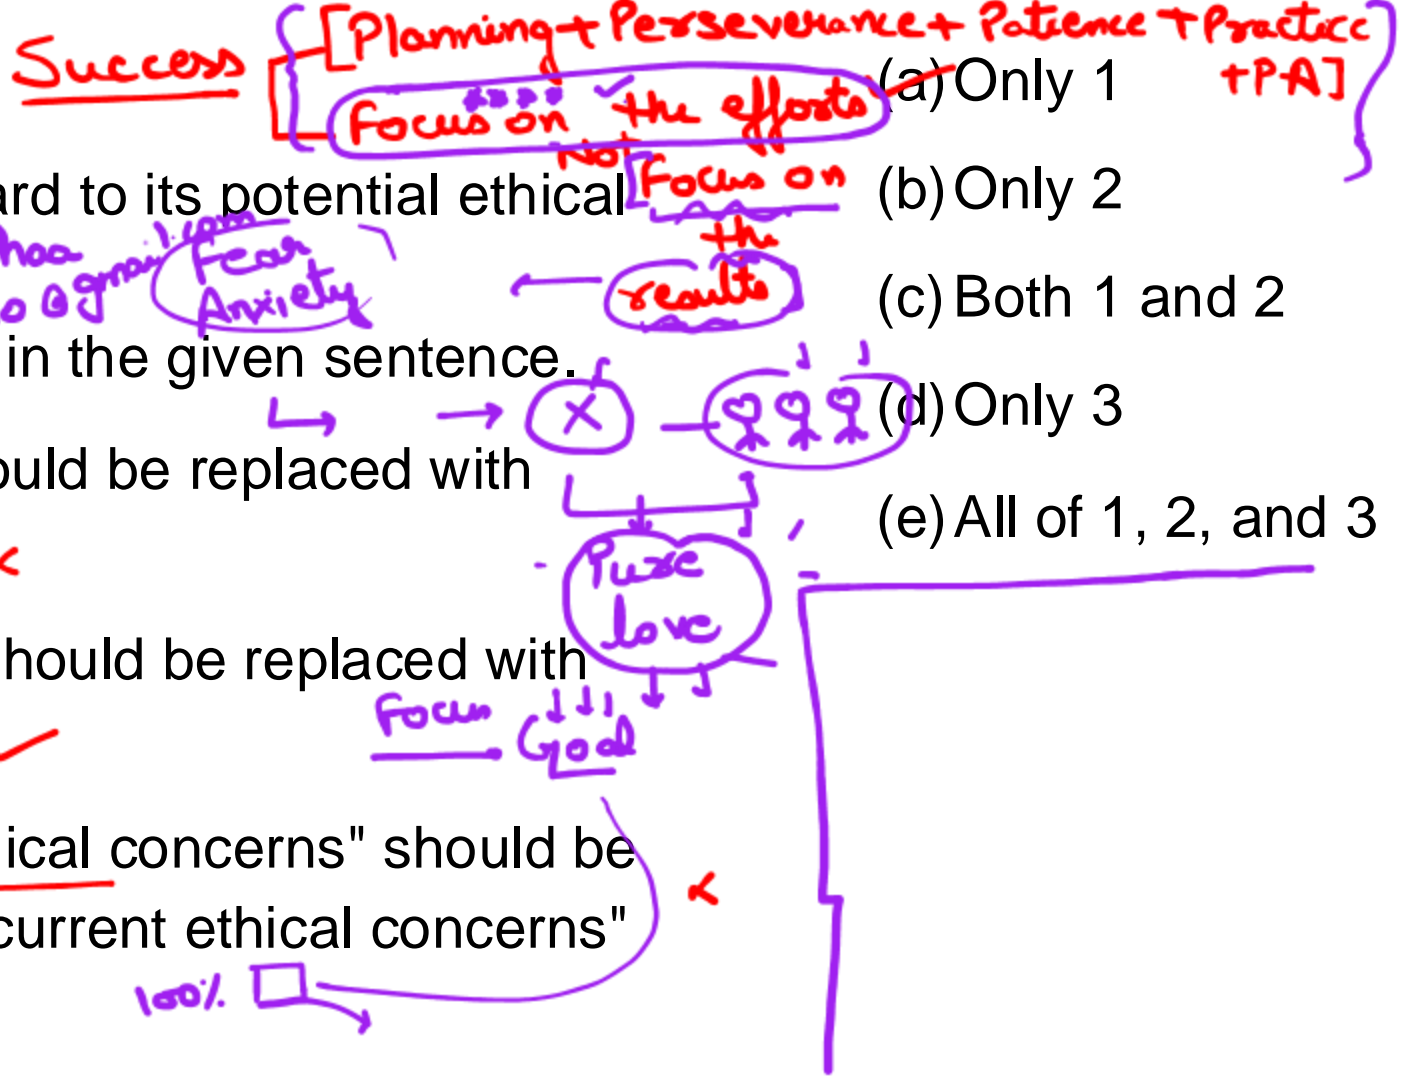 Success [Planning + Perseverance + Patience + Practice
+P-A]
Focus on the efforts
(a) Only 1
Not
Focus on
the
results
ard to its potential ethical
(b) Only 2
gmail.com
Fear
Anxiety
(c) Both 1 and 2
in the given sentence.
X
(d) Only 3
ould be replaced with
(e) All of 1, 2, and 3
Pure
love
hould be replaced with
Focus Goal
ical concerns" should be
current ethical concerns"
100%